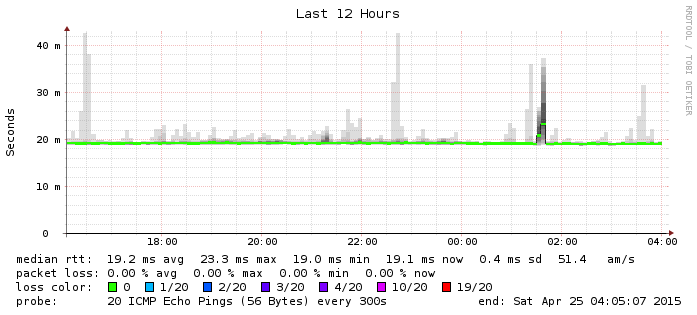 Last 12 Hours
RRDTOOL / TOBI OETIKER
Seconds
40 m
30 m
20 m
10 m
0
18:00 20:00 22:00 00:00 02:00 04:00
median rtt: 19.2 ms avg 23.3 ms max 19.0 ms min 19.1 ms now 0.4 ms sd 51.4 am/s
packet loss: 0.00 % avg 0.00 % max 0.00 % min 0.00 % now
loss color: 0 1/20 2/20 3/20 4/20 10/20 19/20
probe: 20 ICMP Echo Pings (56 Bytes) every 300s end: Sat Apr 25 04:05:07 2015